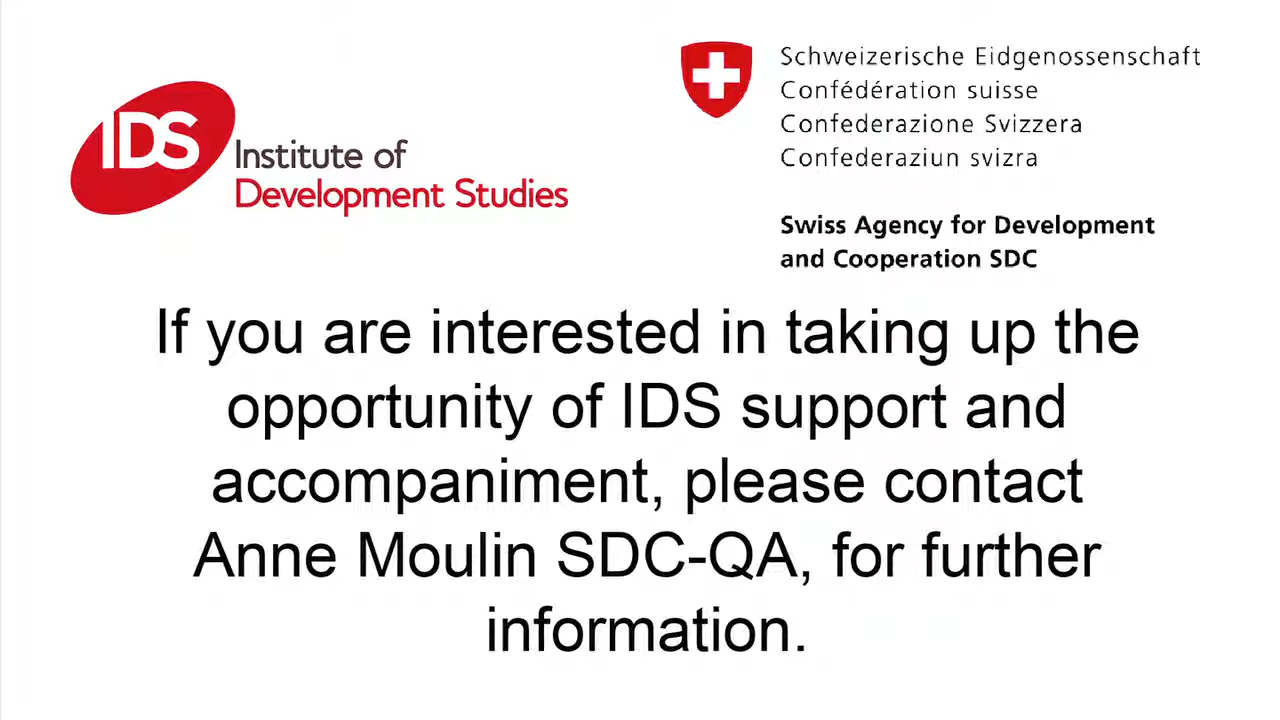 IDS
Institute of
Development Studies
Schweizerische Eidgenossenschaft
Confédération suisse
Confederazione Svizzera
Confederaziun svizra
Swiss Agency for Development
and Cooperation SDC
If you are interested in taking up the
opportunity of IDS support and
accompaniment, please contact
Anne Moulin SDC-QA, for further
information.